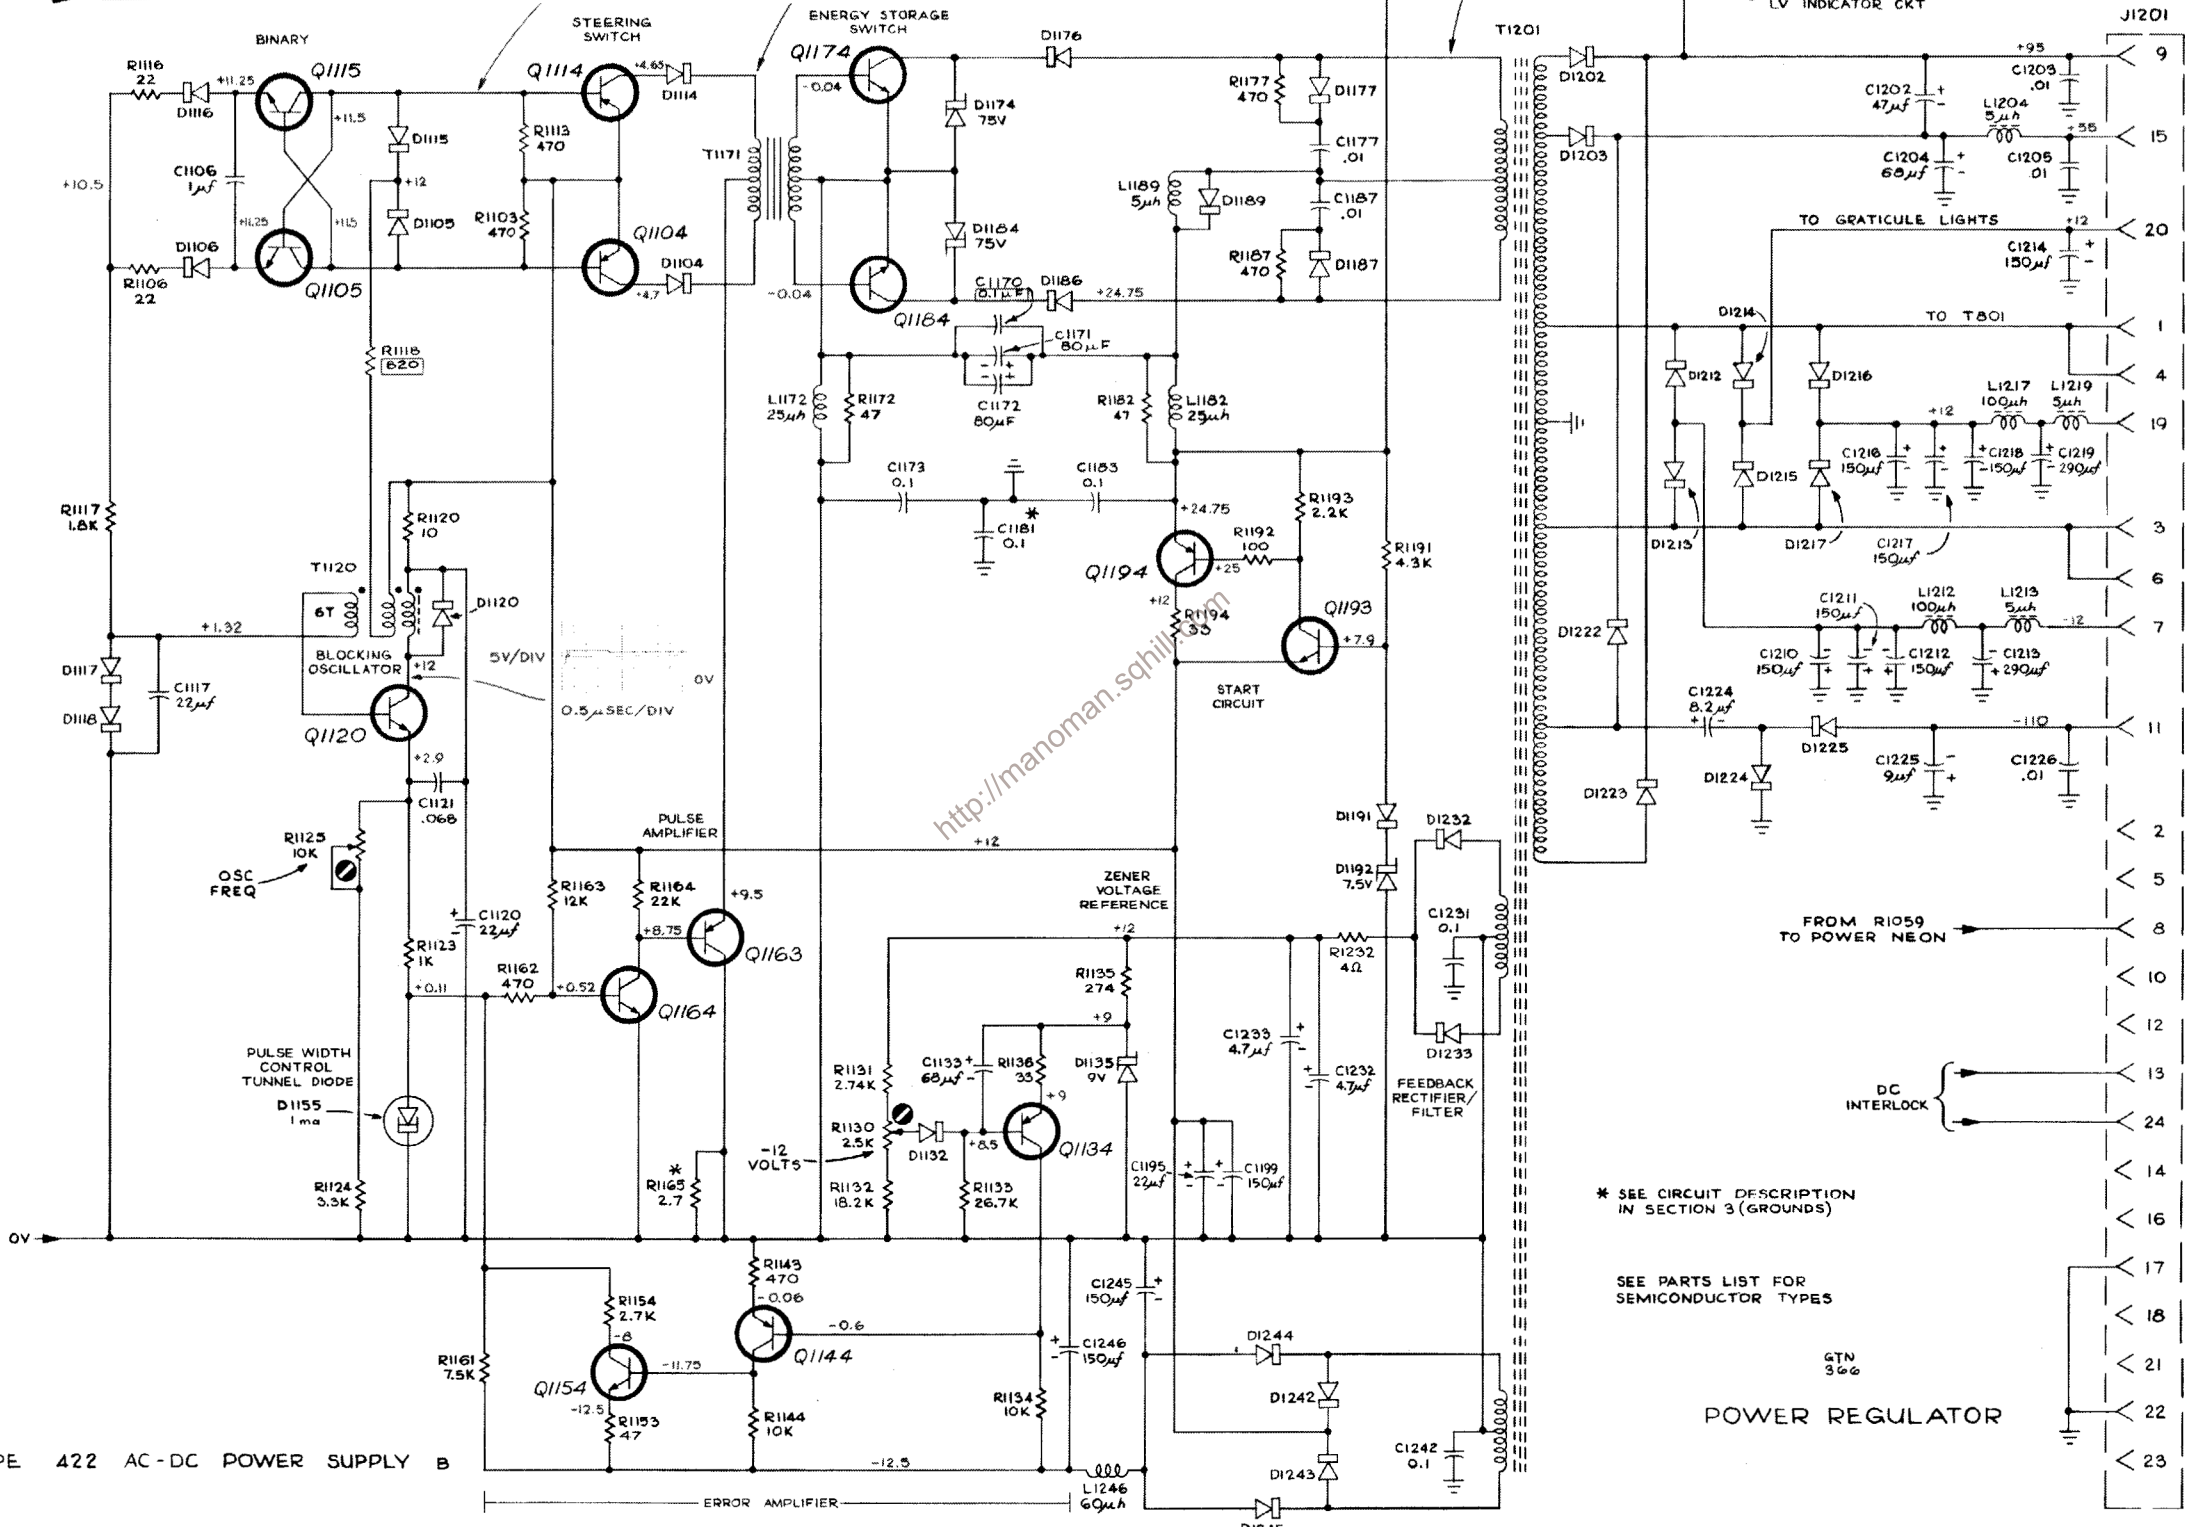 LV INDICATOR CKT
J1201
ENERGY STORAGE
SWITCH
STEERING
SWITCH
BINARY
T1201
Q1174
D1176
+95
9
D1202
R1116
22
+11.25
Q1115
Q1114
+4.65
D1114
-0.04
R1177
470
D1177
C1203
.01
C1202
47µf
D1116
D1174
75V
L1204
5µh
+55
15
+11.5
D1115
R1113
470
T1171
C1177
.01
D1203
C1204
68µf
C1205
.01
C1106
1µf
+10.5
+12
L1189
5µh
D1189
C1187
.01
TO GRATICULE LIGHTS
+12
20
+11.25
+11.5
D1105
R1103
470
Q1104
D1184
75V
C1214
150µf
D1106
R1106
22
Q1105
+4.7
D1104
-0.04
C1170
0.1µF
D1186
+24.75
R1187
470
D1187
Q1184
D1214
TO T801
1
C1171
80µF
R1118
820
4
D1212
D1216
L1172
25µh
R1172
47
C1172
80µF
R1182
47
L1182
25µh
L1217
100µh
L1219
5µh
+12
19
C1173
0.1
C1183
0.1
C1216
150µf
C1218
150µf
C1219
290µf
D1215
R1117
1.8K
R1120
10
*
C1181
0.1
+24.75
R1193
2.2K
3
D1213
D1217
C1217
150µf
R1192
100
R1191
4.3K
Q1194
+25
6
T1120
6T
D1120
+12
R1194
33
Q1193
C1211
150µf
L1212
100µh
L1213
5µh
+1.32
-12
7
D1222
+7.9
BLOCKING
OSCILLATOR
+12
5V/DIV
0V
0.5µSEC/DIV
D1117
C1117
22µf
D1118
Q1120
START
CIRCUIT
C1210
150µf
C1212
150µf
C1213
290µf
C1224
8.2µf
-110
11
D1225
+2.9
C1121
.068
D1224
C1225
9µf
C1226
.01
D1223
http://manoman.sqhill.com
R1125
10K
OSC
FREQ
PULSE
AMPLIFIER
+12
D1191
D1232
2
D1192
7.5V
5
R1163
12K
R1164
22K
+9.5
ZENER
VOLTAGE
REFERENCE
C1120
22µf
+8.75
Q1163
+12
C1231
0.1
FROM R1059
TO POWER NEON
8
R1123
1K
R1232
4Ω
R1162
470
+0.11
+0.52
Q1164
R1135
274
10
+9
12
PULSE WIDTH
CONTROL
TUNNEL DIODE
D1155
1ma
R1131
2.74K
C1133
68µf
R1136
33
D1135
9V
C1233
4.7µf
C1232
4.7µf
D1233
FEEDBACK
RECTIFIER/
FILTER
13
DC
INTERLOCK
24
+9
R1130
2.5K
-12
VOLTS
D1132
+8.5
Q1134
R1124
3.3K
*
R1165
2.7
R1132
18.2K
R1133
26.7K
C1195
22µf
C1199
150µf
14
* SEE CIRCUIT DESCRIPTION
IN SECTION 3 (GROUNDS)
16
0V
R1143
470
17
C1245
150µf
SEE PARTS LIST FOR
SEMICONDUCTOR TYPES
R1154
2.7K
-0.06
18
-8
-0.6
C1246
150µf
D1244
R1161
7.5K
-11.75
Q1144
GTN
366
21
Q1154
D1242
-12.5
R1153
47
R1144
10K
R1134
10K
POWER REGULATOR
22
C1242
0.1
422 AC-DC POWER SUPPLY B
-12.5
D1243
23
L1246
60µh
ERROR AMPLIFIER